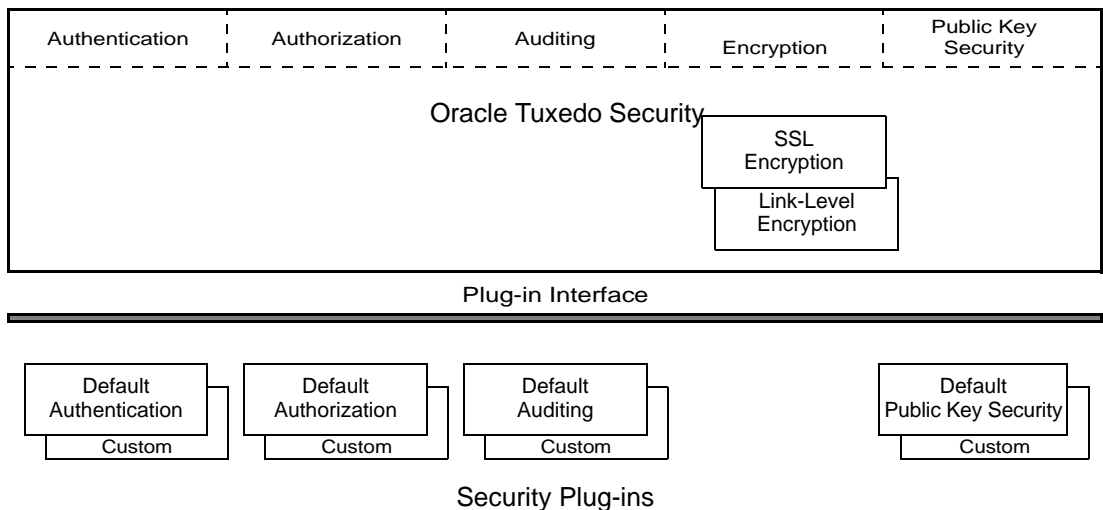 Authentication
Authorization
Auditing
Encryption
Public Key
Security
Oracle Tuxedo Security
SSL
Encryption
Link-Level
Encryption
Plug-in Interface
Default
Authentication
Custom
Default
Authorization
Custom
Default
Auditing
Custom
Default
Public Key Security
Custom
Security Plug-ins